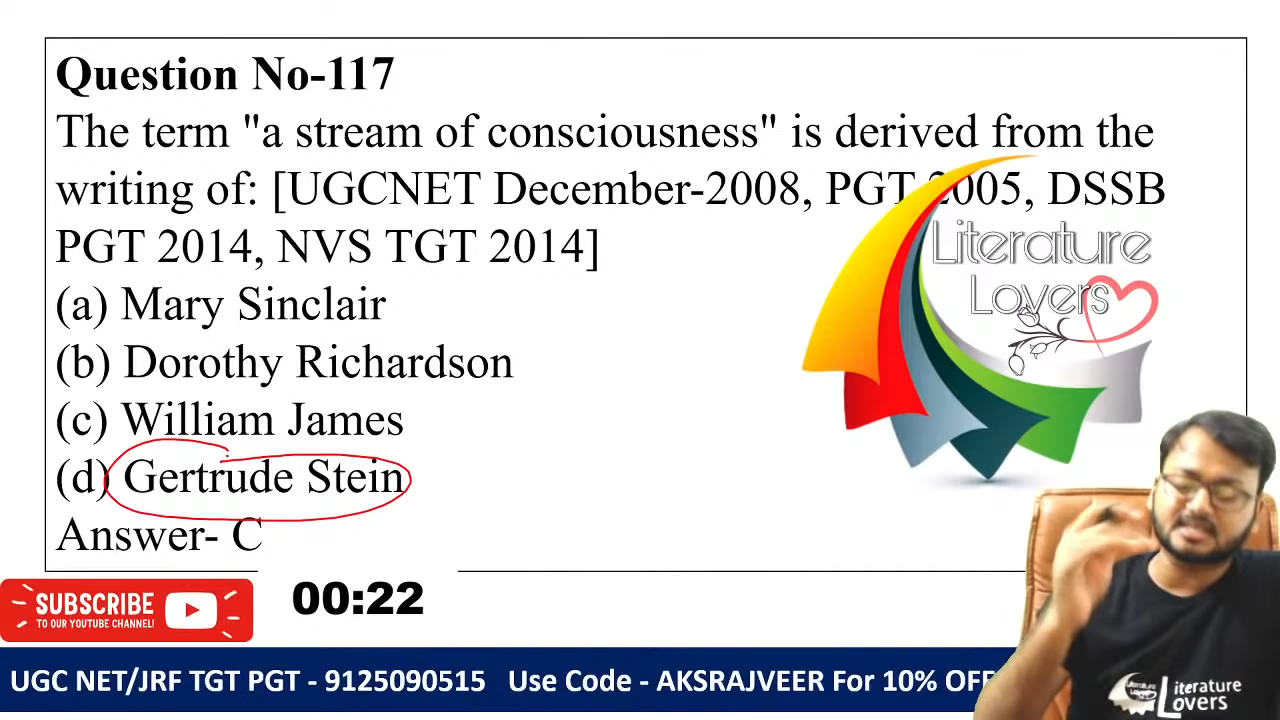 Question No-117
The term "a stream of consciousness" is derived from the
writing of: [UGCNET December-2008, PGT 2005, DSSB
PGT 2014, NVS TGT 2014]
Literature
Lovers
(a) Mary Sinclair
(b) Dorothy Richardson
(c) William James
(d) Gertrude Stein
Answer- C
SUBSCRIBE
TO OUR YOUTUBE CHANNEL!
00:22
UGC NET/JRF TGT PGT - 9125090515 Use Code - AKSRAJVEER For 10% OFF
Literature
Lovers